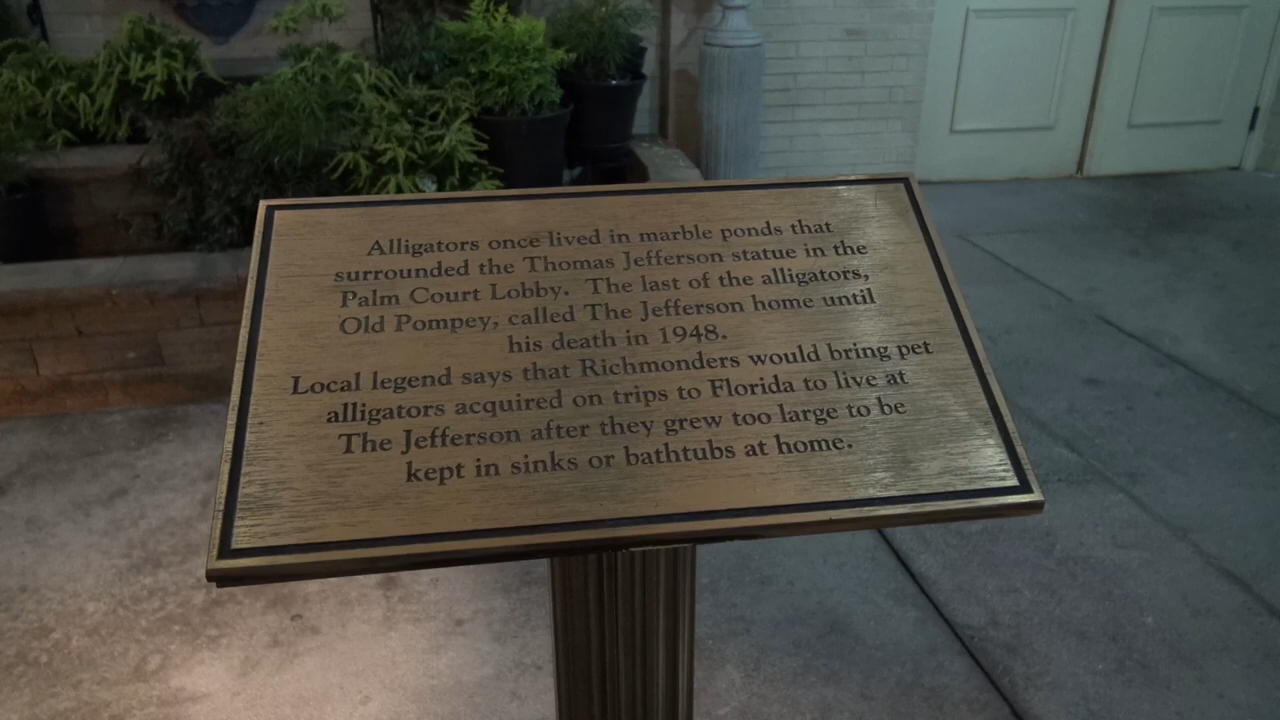 Alligators once lived in marble ponds that
surrounded the Thomas Jefferson statue in the
Palm Court Lobby. The last of the alligators,
Old Pompey, called The Jefferson home until
his death in 1948.
Local legend says that Richmonders would bring pet
alligators acquired on trips to Florida to live at
The Jefferson after they grew too large to be
kept in sinks or bathtubs at home.